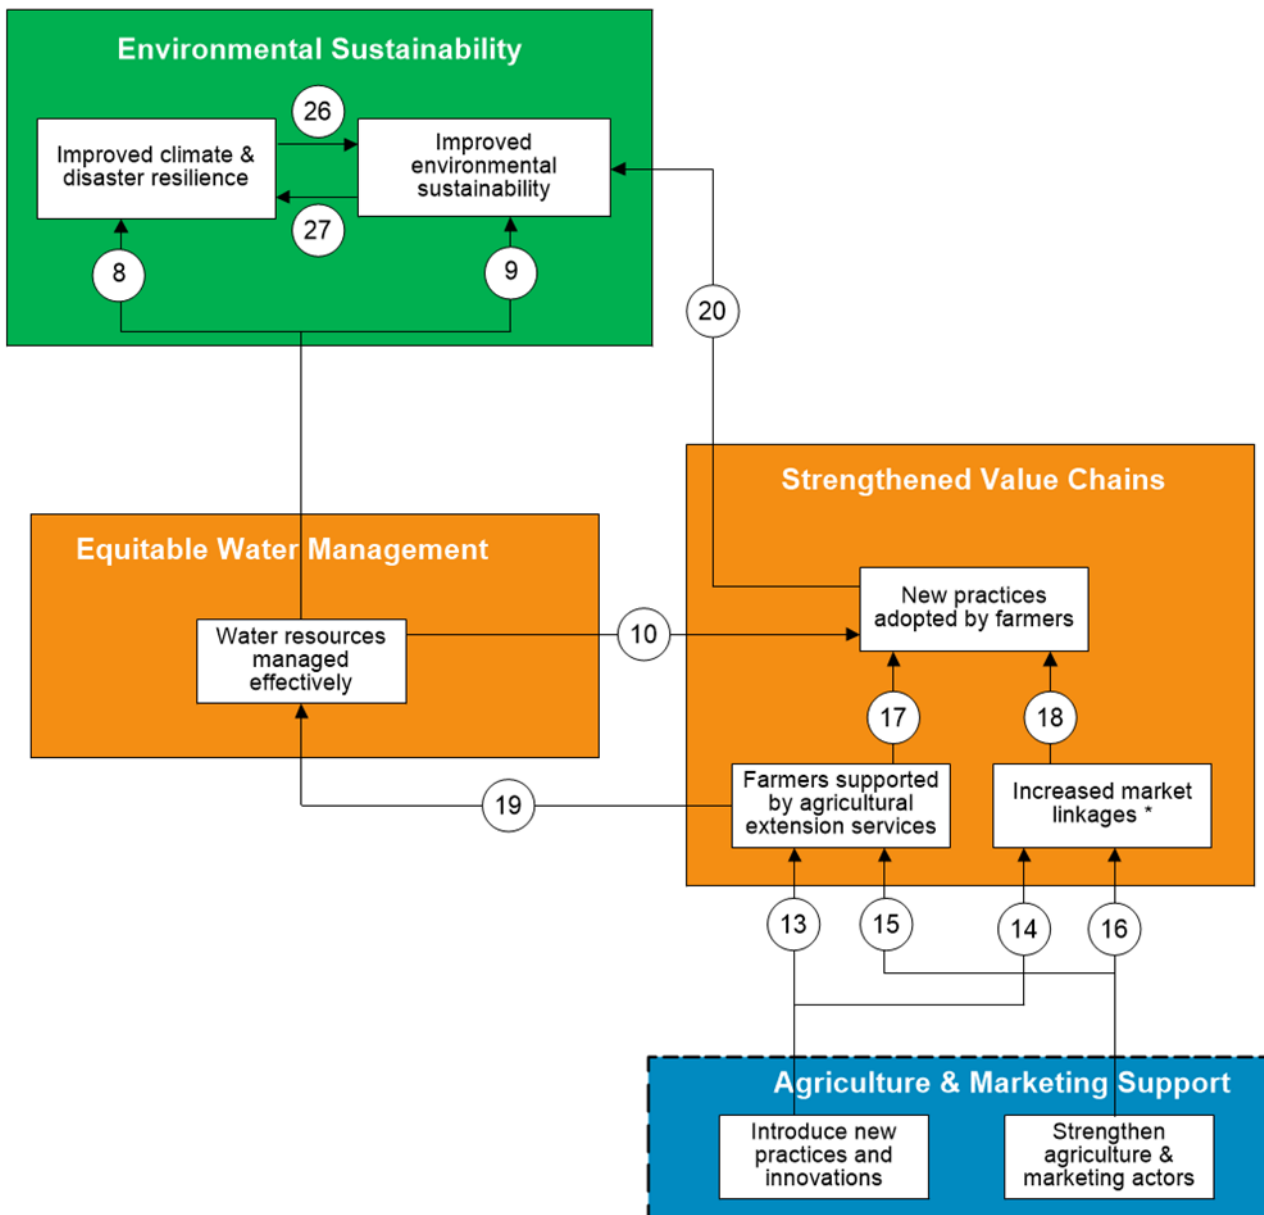 Environmental Sustainability
26
Improved climate &
disaster resilience
Improved
environmental
sustainability
27
8
9
20
Strengthened Value Chains
Equitable Water Management
New practices
adopted by farmers
Water resources
managed
effectively
10
17
18
Farmers supported
by agricultural
extension services
Increased market
linkages *
19
13
15
14
16
Agriculture & Marketing Support
Introduce new
practices and
innovations
Strengthen
agriculture &
marketing actors